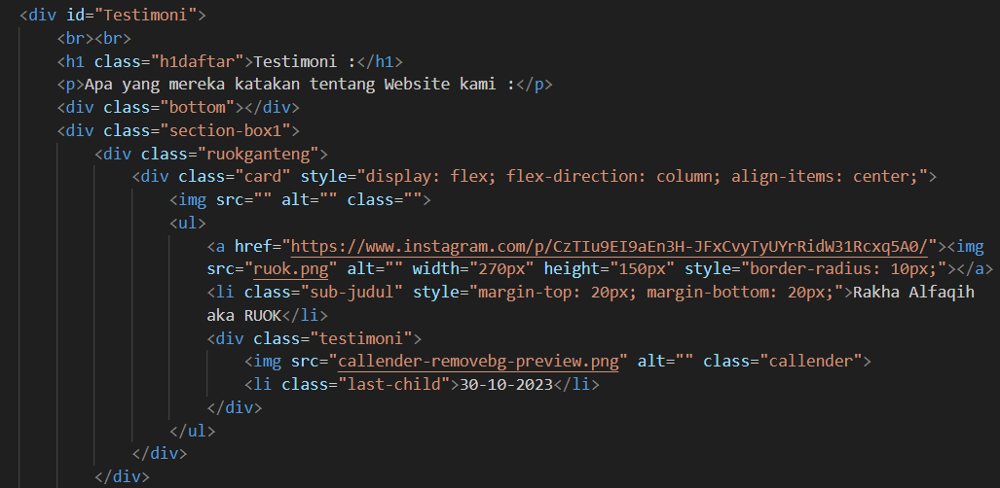 <div id="Testimoni">
<br><br>
<h1 class="h1daftar">Testimoni :</h1>
<p>Apa yang mereka katakan tentang Website kami :</p>
<div class="bottom"></div>
<div class="section-box1">
<div class="ruokganteng">
<div class="card" style="display: flex; flex-direction: column; align-items: center;">
<img src="" alt="" class="">
<ul>
<a href="https://www.instagram.com/p/CzTIu9EI9aEn3H-JFxCvyTyUYrRidW31Rcxq5A0/"><img
src="ruok.png" alt="" width="270px" height="150px" style="border-radius: 10px;"></a>
<li class="sub-judul" style="margin-top: 20px; margin-bottom: 20px;">Rakha Alfaqih
aka RUOK</li>
<div class="testimoni">
<img src="callender-removebg-preview.png" alt="" class="callender">
<li class="last-child">30-10-2023</li>
</div>
</ul>
</div>
</div>